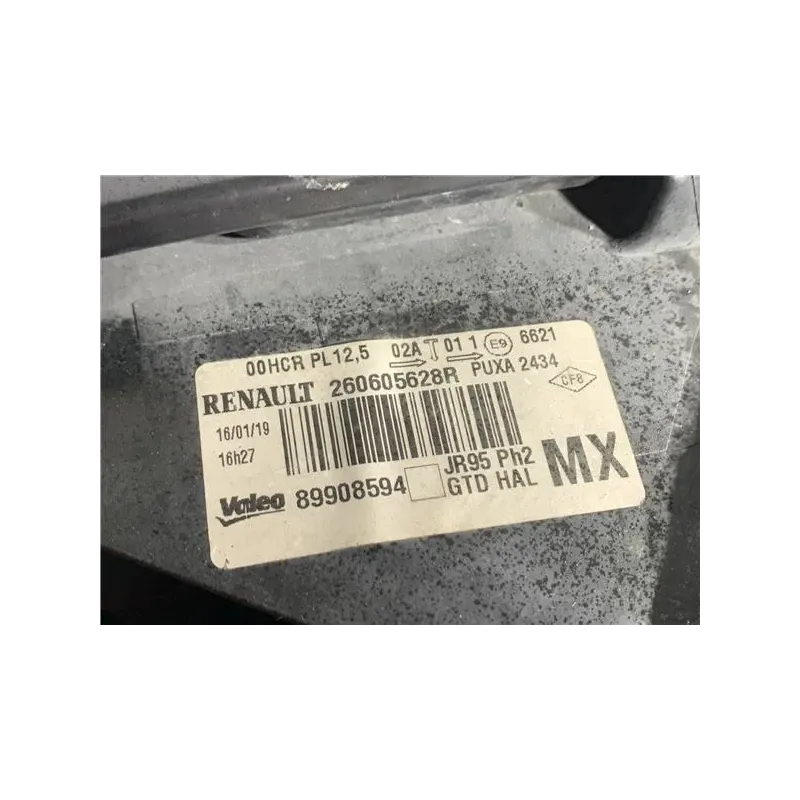 00HCR PL12,5 02A T 01 1 E9 6621
RENAULT 260605628R PUXA 2434
CF8
16/01/19
16h27
JR95 Ph2
Valeo 89908594 GTD HAL MX